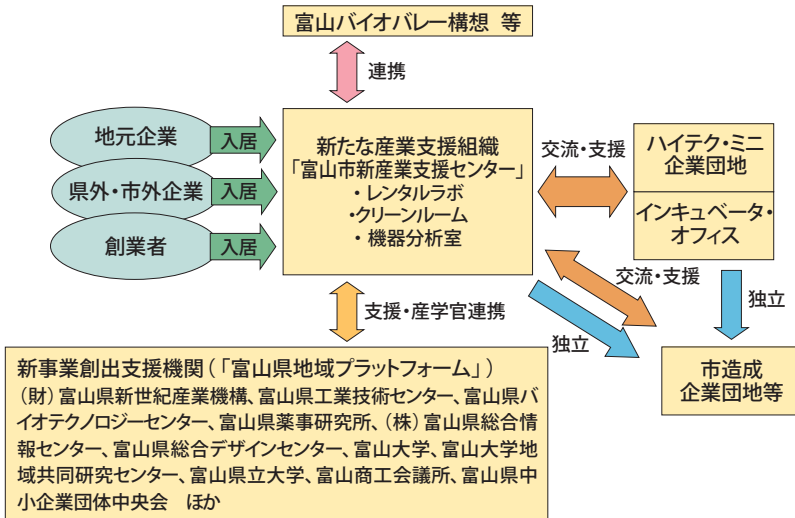 富山バイオバレー構想 等
連携
地元企業
入居
県外・市外企業
入居
創業者
入居
新たな産業支援組織
「富山市新産業支援センター」
・レンタルラボ
・クリーンルーム
・機器分析室
交流・支援
ハイテク・ミニ
企業団地
インキュベータ・
オフィス
交流・支援
独立
独立
市造成
企業団地等
支援・産学官連携
新事業創出支援機関(「富山県地域プラットフォーム」)
(財)富山県新世紀産業機構、富山県工業技術センター、富山県バ
イオテクノロジーセンター、富山県薬事研究所、(株)富山県総合情
報センター、富山県総合デザインセンター、富山大学、富山大学地
域共同研究センター、富山県立大学、富山商工会議所、富山県中
小企業団体中央会 ほか